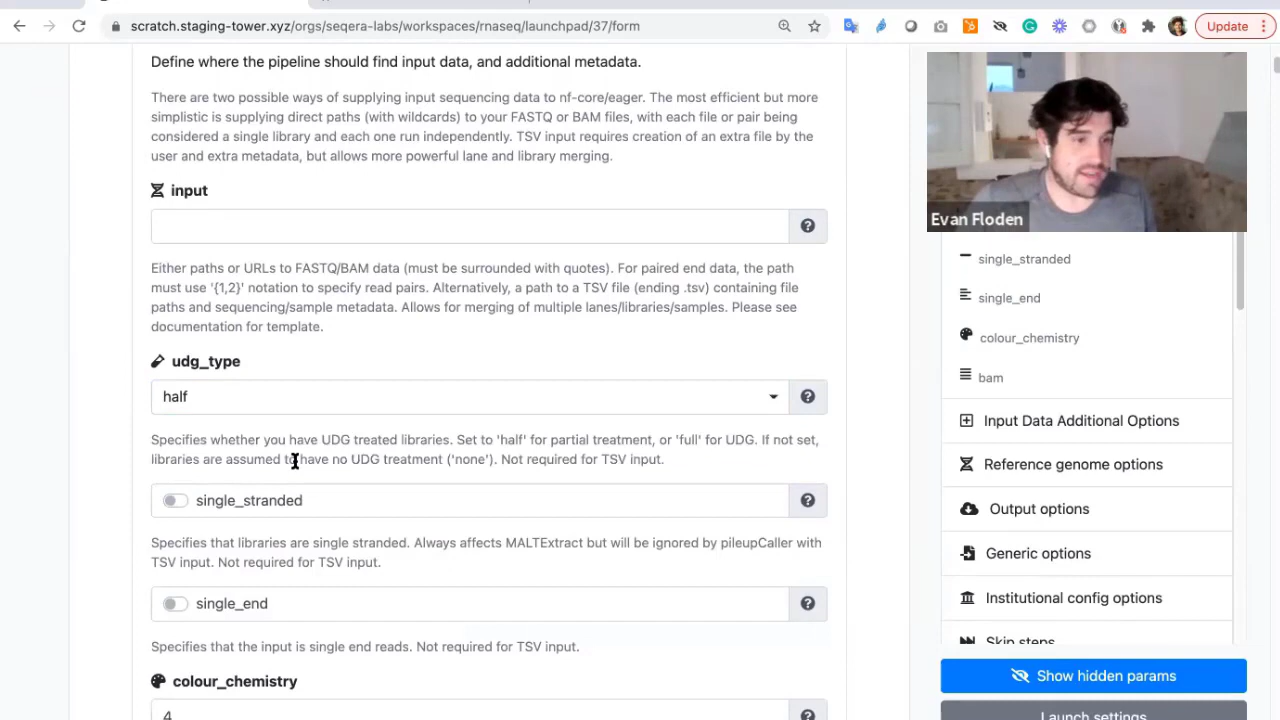 scratch.staging-tower.xyz/orgs/seqera-labs/workspaces/rnaseq/launchpad/37/form
Update
Define where the pipeline should find input data, and additional metadata.
There are two possible ways of supplying input sequencing data to nf-core/eager. The most efficient but more
simplistic is supplying direct paths (with wildcards) to your FASTQ or BAM files, with each file or pair being
considered a single library and each one run independently. TSV input requires creation of an extra file by the
user and extra metadata, but allows more powerful lane and library merging.
input
Either paths or URLs to FASTQ/BAM data (must be surrounded with quotes). For paired end data, the path
must use '{1,2}' notation to specify read pairs. Alternatively, a path to a TSV file (ending .tsv) containing file
paths and sequencing/sample metadata. Allows for merging of multiple lanes/libraries/samples. Please see
documentation for template.
udg_type
half
Specifies whether you have UDG treated libraries. Set to 'half' for partial treatment, or 'full' for UDG. If not set,
libraries are assumed to have no UDG treatment ('none'). Not required for TSV input.
single_stranded
Specifies that libraries are single stranded. Always affects MALTExtract but will be ignored by pileupCaller with
TSV input. Not required for TSV input.
single_end
Specifies that the input is single end reads. Not required for TSV input.
colour_chemistry
4
Evan Floden
single_stranded
single_end
colour_chemistry
bam
Input Data Additional Options
Reference genome options
Output options
Generic options
Institutional config options
Skip steps
Show hidden params
Launch settings